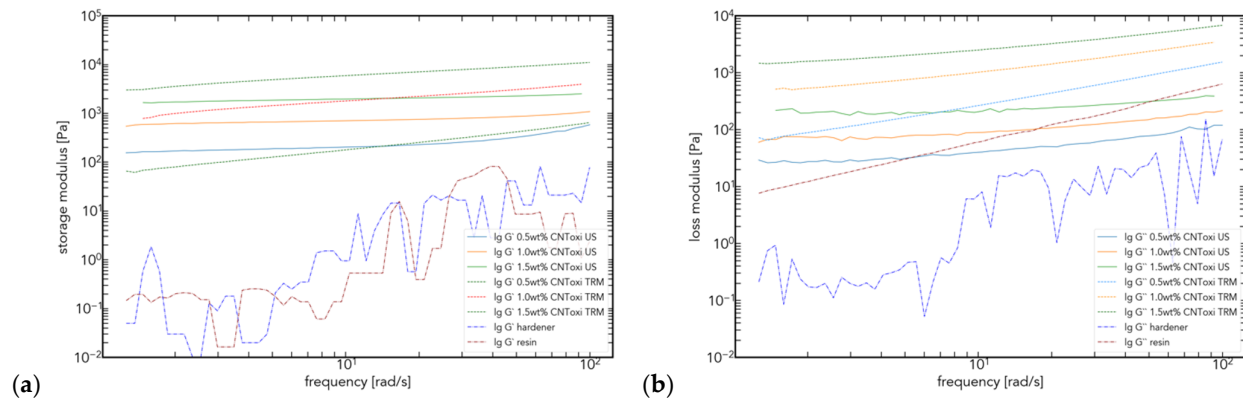 10⁵
10⁴
10³
10²
10¹
10⁰
10⁻¹
10⁻²
storage modulus [Pa]
lg G` 0.5wt% CNToxi US
lg G` 1.0wt% CNToxi US
lg G` 1.5wt% CNToxi US
lg G` 0.5wt% CNToxi TRM
lg G` 1.0wt% CNToxi TRM
lg G` 1.5wt% CNToxi TRM
lg G` hardener
lg G` resin
10¹
10²
frequency [rad/s]
(a)
10⁴
10³
10²
10¹
10⁰
10⁻¹
10⁻²
loss modulus [Pa]
lg G`` 0.5wt% CNToxi US
lg G`` 1.0wt% CNToxi US
lg G`` 1.5wt% CNToxi US
lg G`` 0.5wt% CNToxi TRM
lg G`` 1.0wt% CNToxi TRM
lg G`` 1.5wt% CNToxi TRM
lg G`` hardener
lg G`` resin
10¹
10²
frequency [rad/s]
(b)